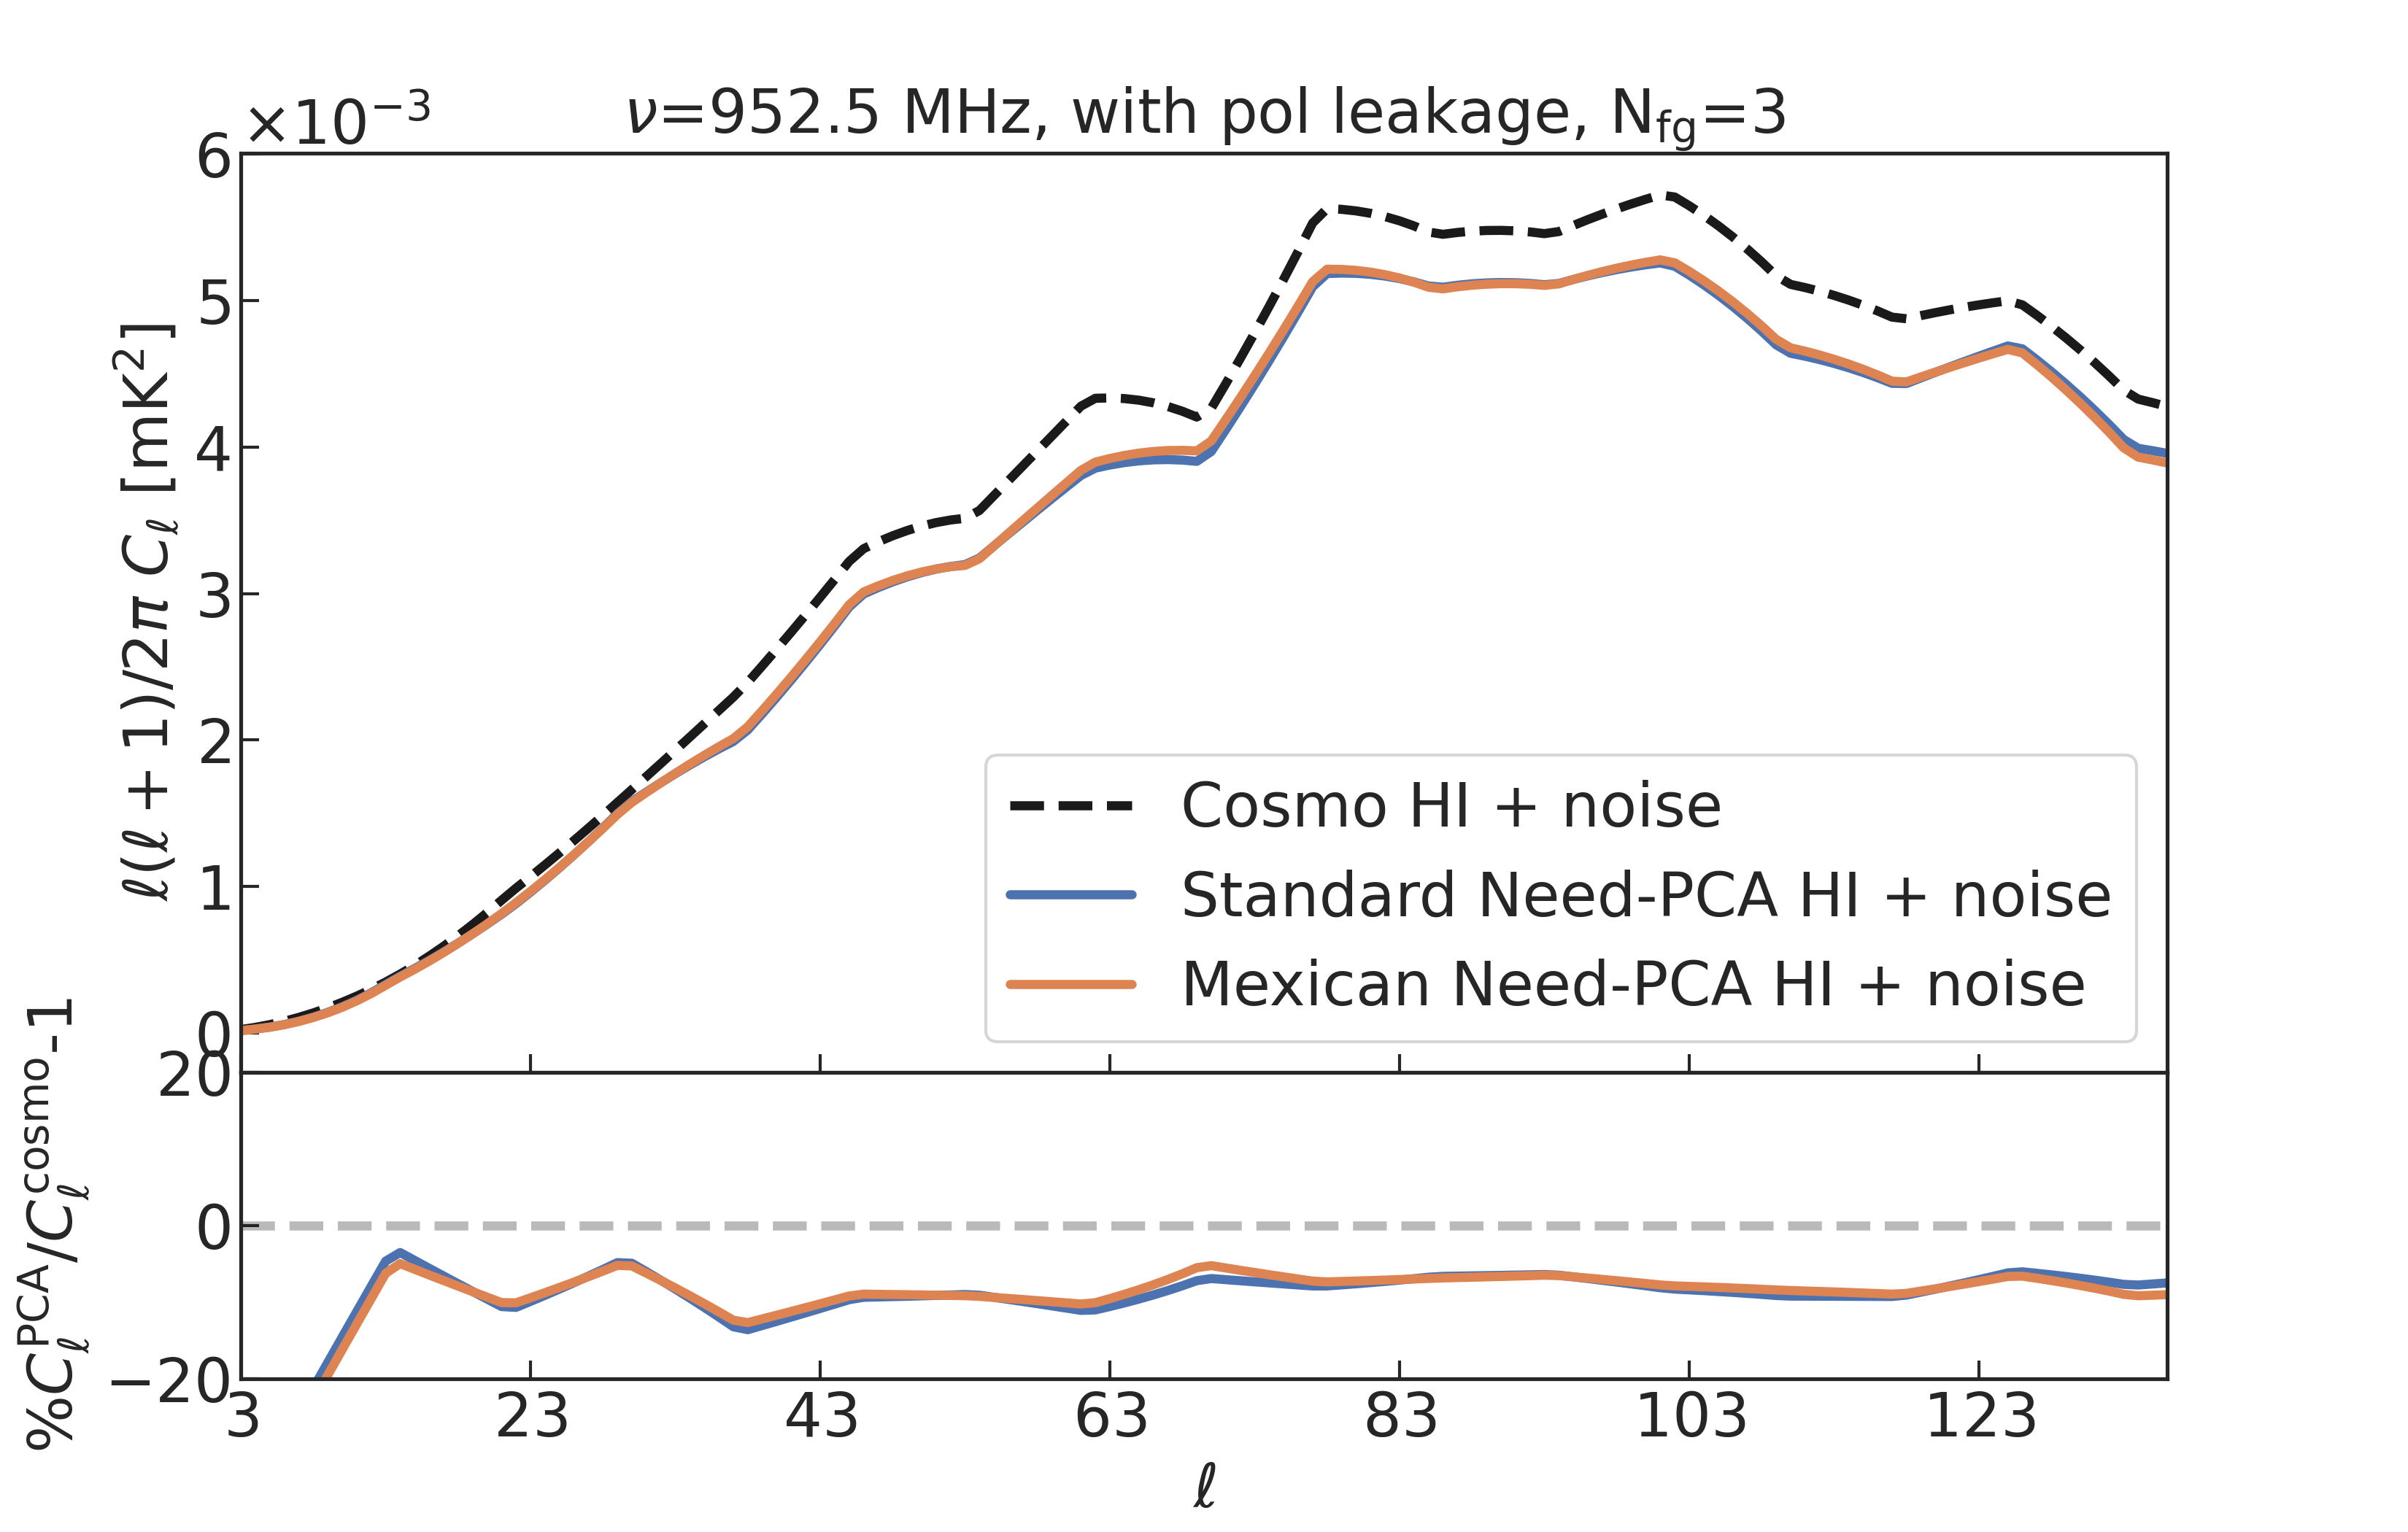 ×10⁻³
ν=952.5 MHz, with pol leakage, N_fg=3
ℓ(ℓ+1)/2π C_ℓ [mK²]
6
5
4
3
2
1
0
Cosmo HI + noise
Standard Need-PCA HI + noise
Mexican Need-PCA HI + noise
%C_ℓ^PCA/C_ℓ^cosmo-1
20
0
−20
3 23 43 63 83 103 123
ℓ